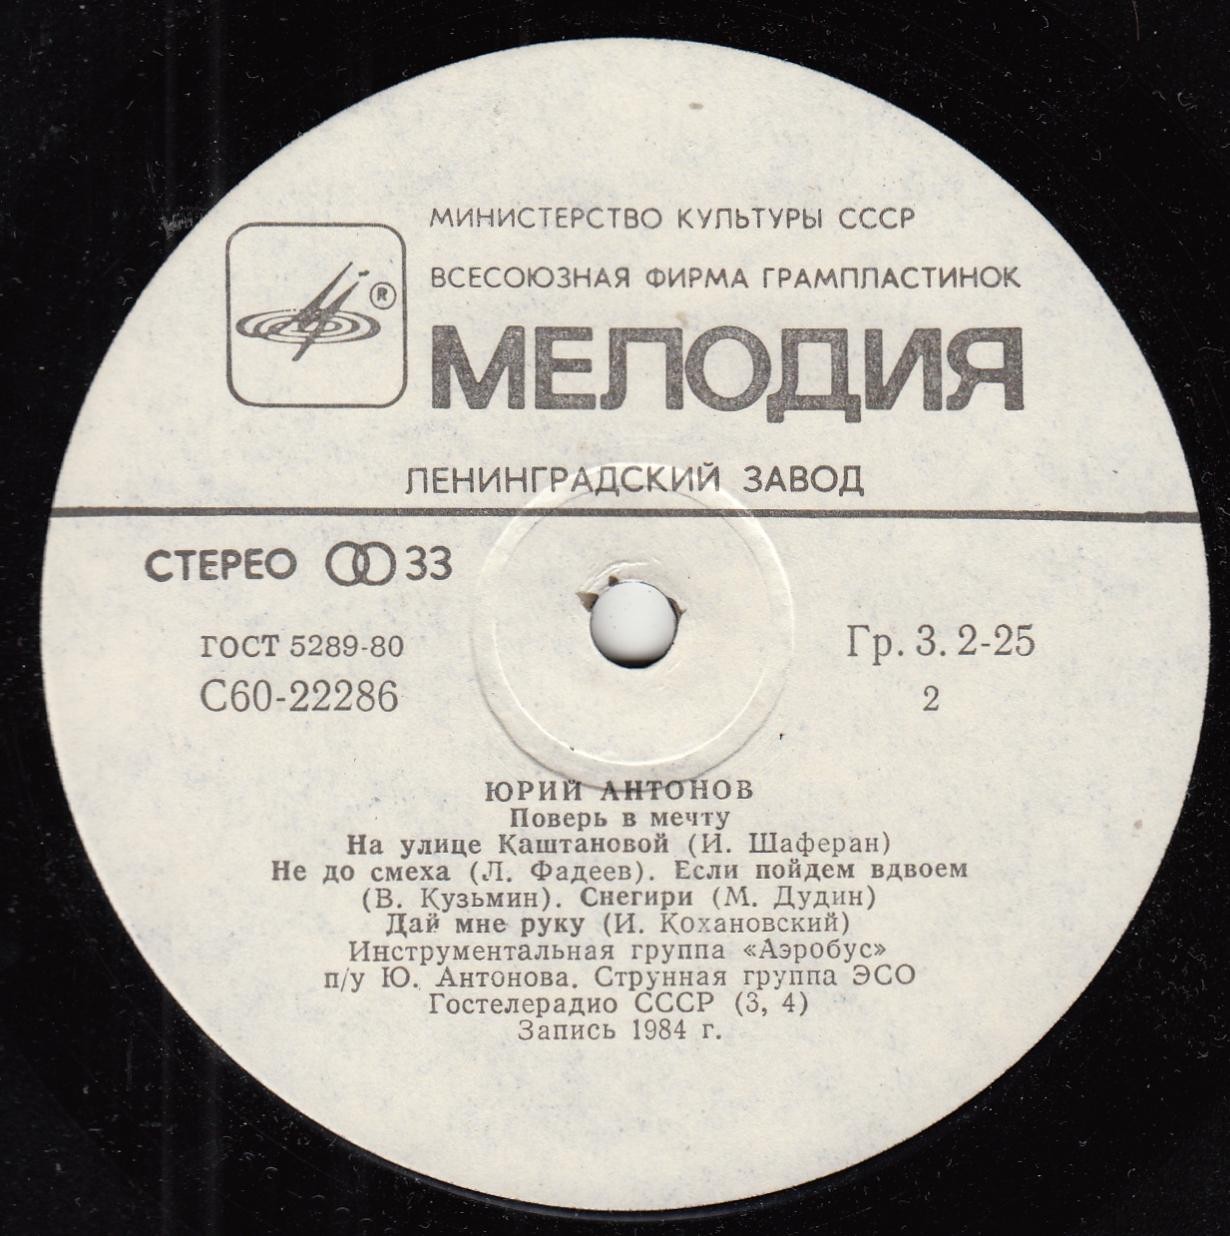 МИНИСТЕРСТВО КУЛЬТУРЫ СССР
ВСЕСОЮЗНАЯ ФИРМА ГРАМПЛАСТИНОК
®
МЕЛОДИЯ
ЛЕНИНГРАДСКИЙ ЗАВОД
СТЕРЕО 33
ГОСТ 5289-80
Гр. 3. 2-25
С60-22286
2
ЮРИЙ АНТОНОВ
Поверь в мечту
На улице Каштановой (И. Шаферан)
Не до смеха (Л. Фадеев). Если пойдем вдвоем
(В. Кузьмин). Снегири (М. Дудин)
Дай мне руку (И. Кохановский)
Инструментальная группа «Аэробус»
п/у Ю. Антонова. Струнная группа ЭСО
Гостелерадио СССР (3, 4)
Запись 1984 г.